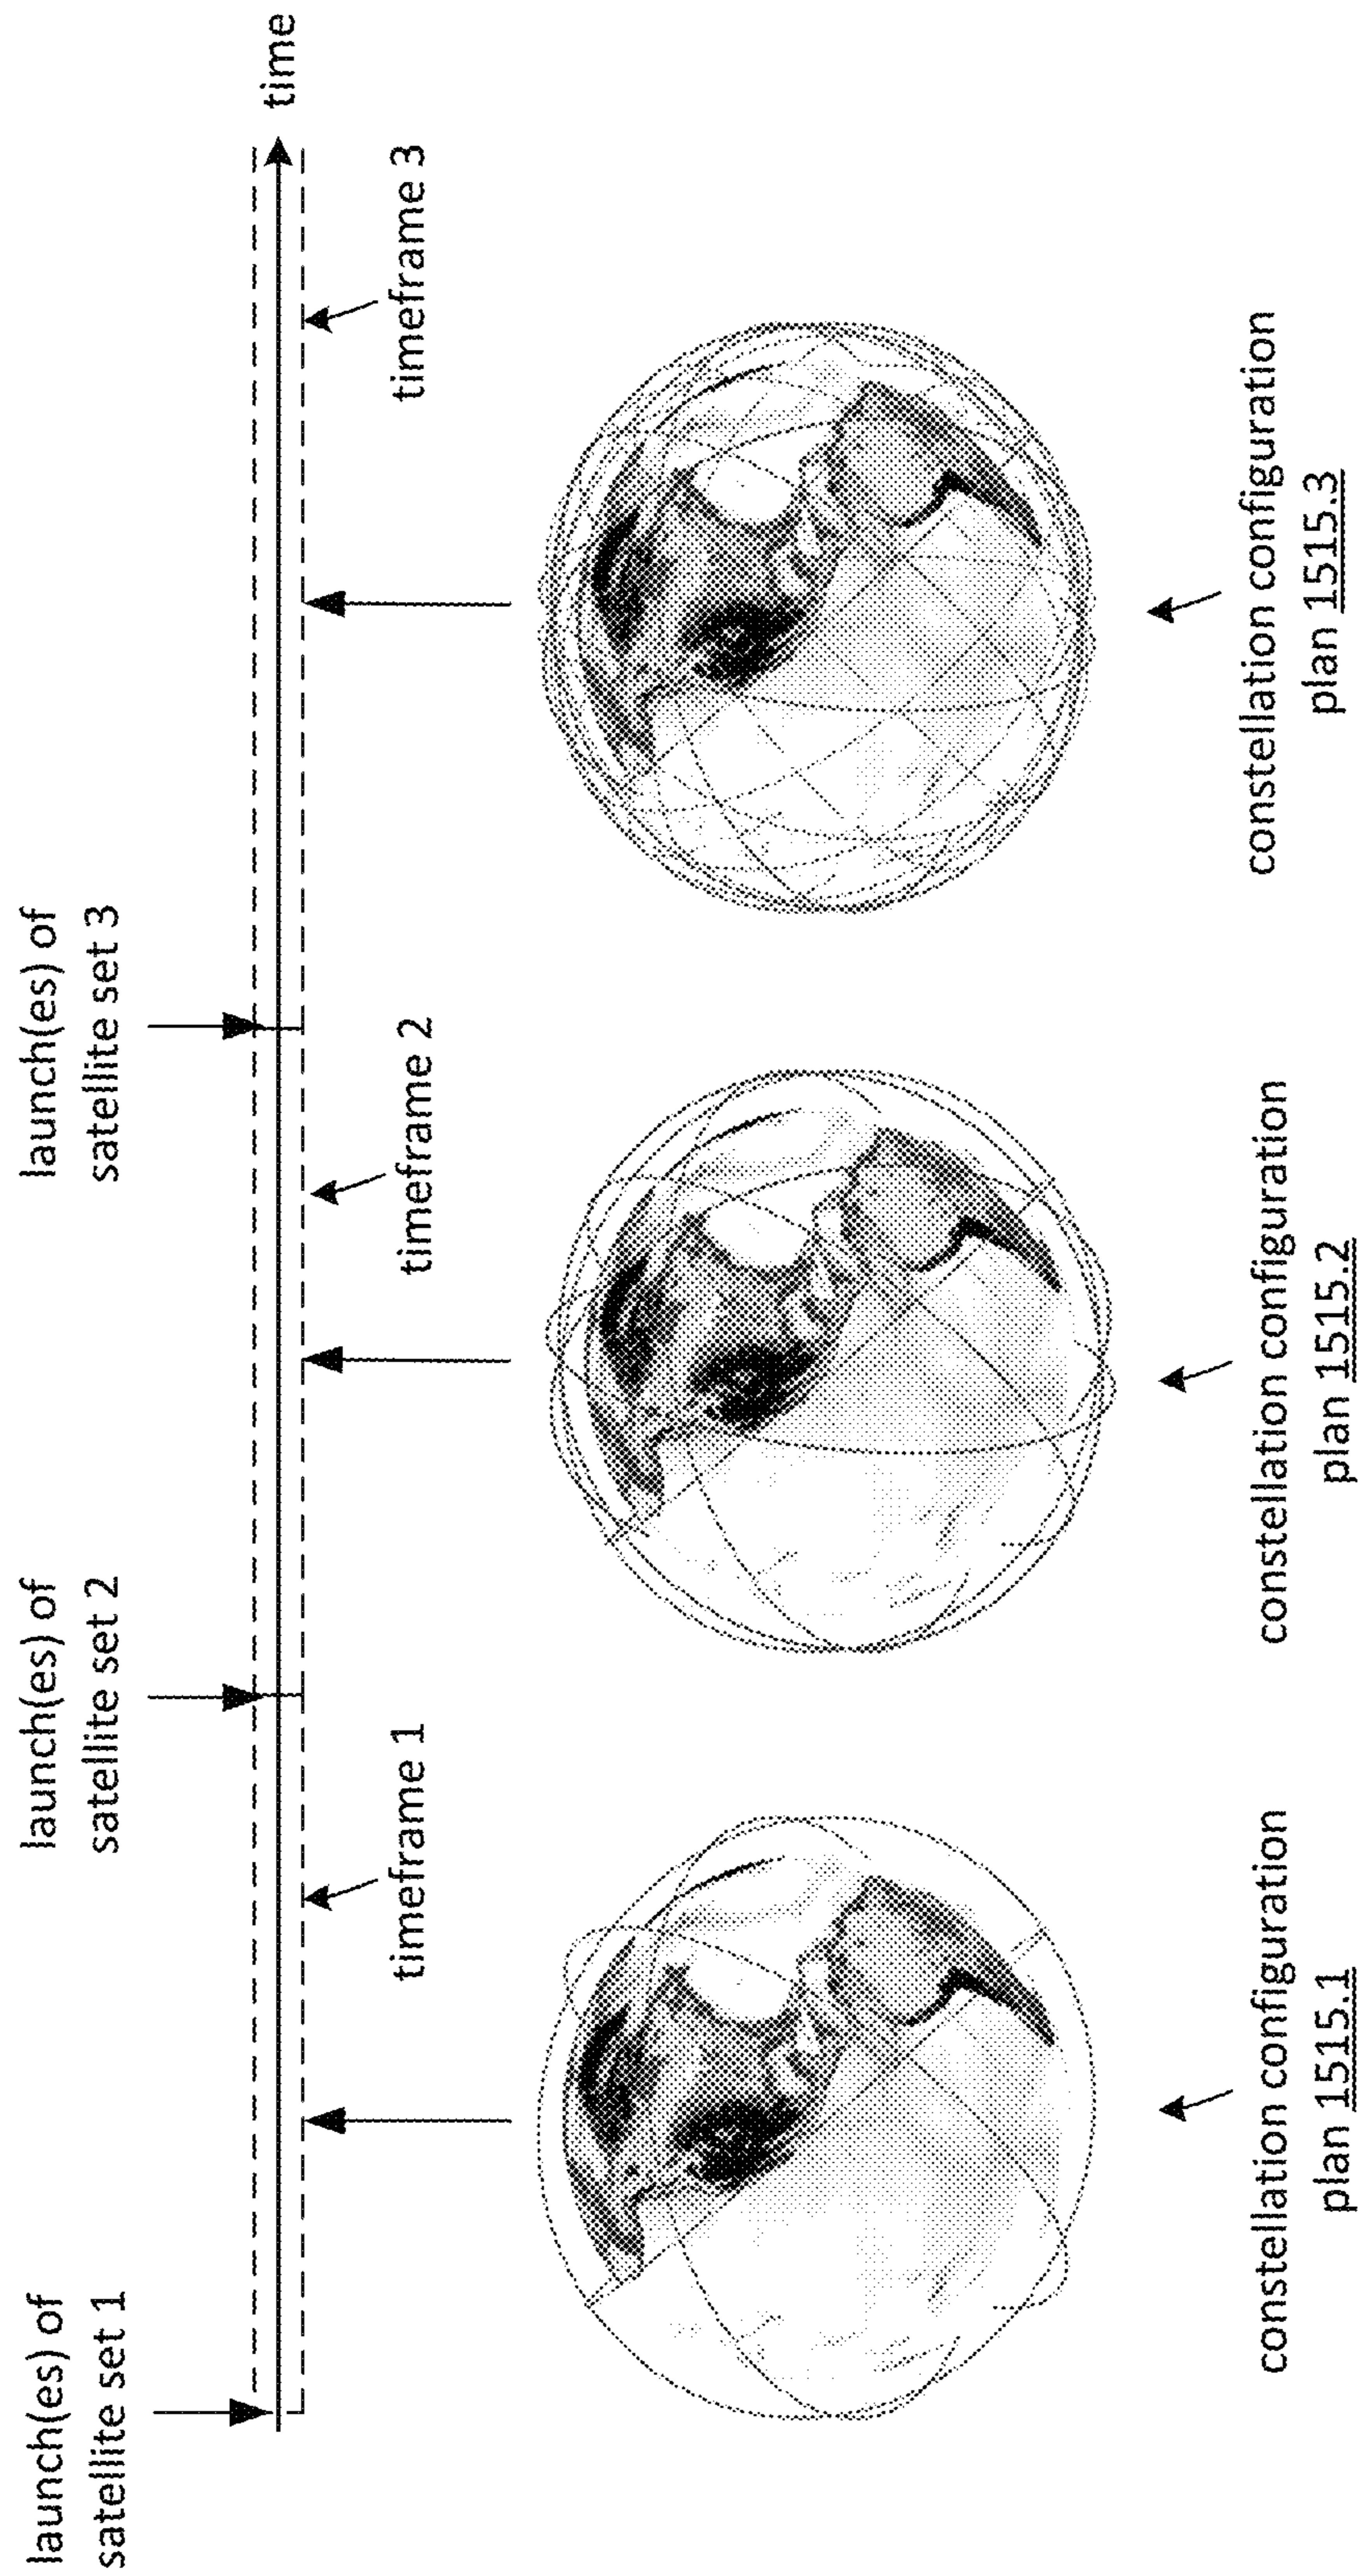 launch(es) of
satellite set 1
launch(es) of
satellite set 2
launch(es) of
satellite set 3
time
timeframe 1
timeframe 2
timeframe 3
constellation configuration
plan 1515.1
constellation configuration
plan 1515.2
constellation configuration
plan 1515.3